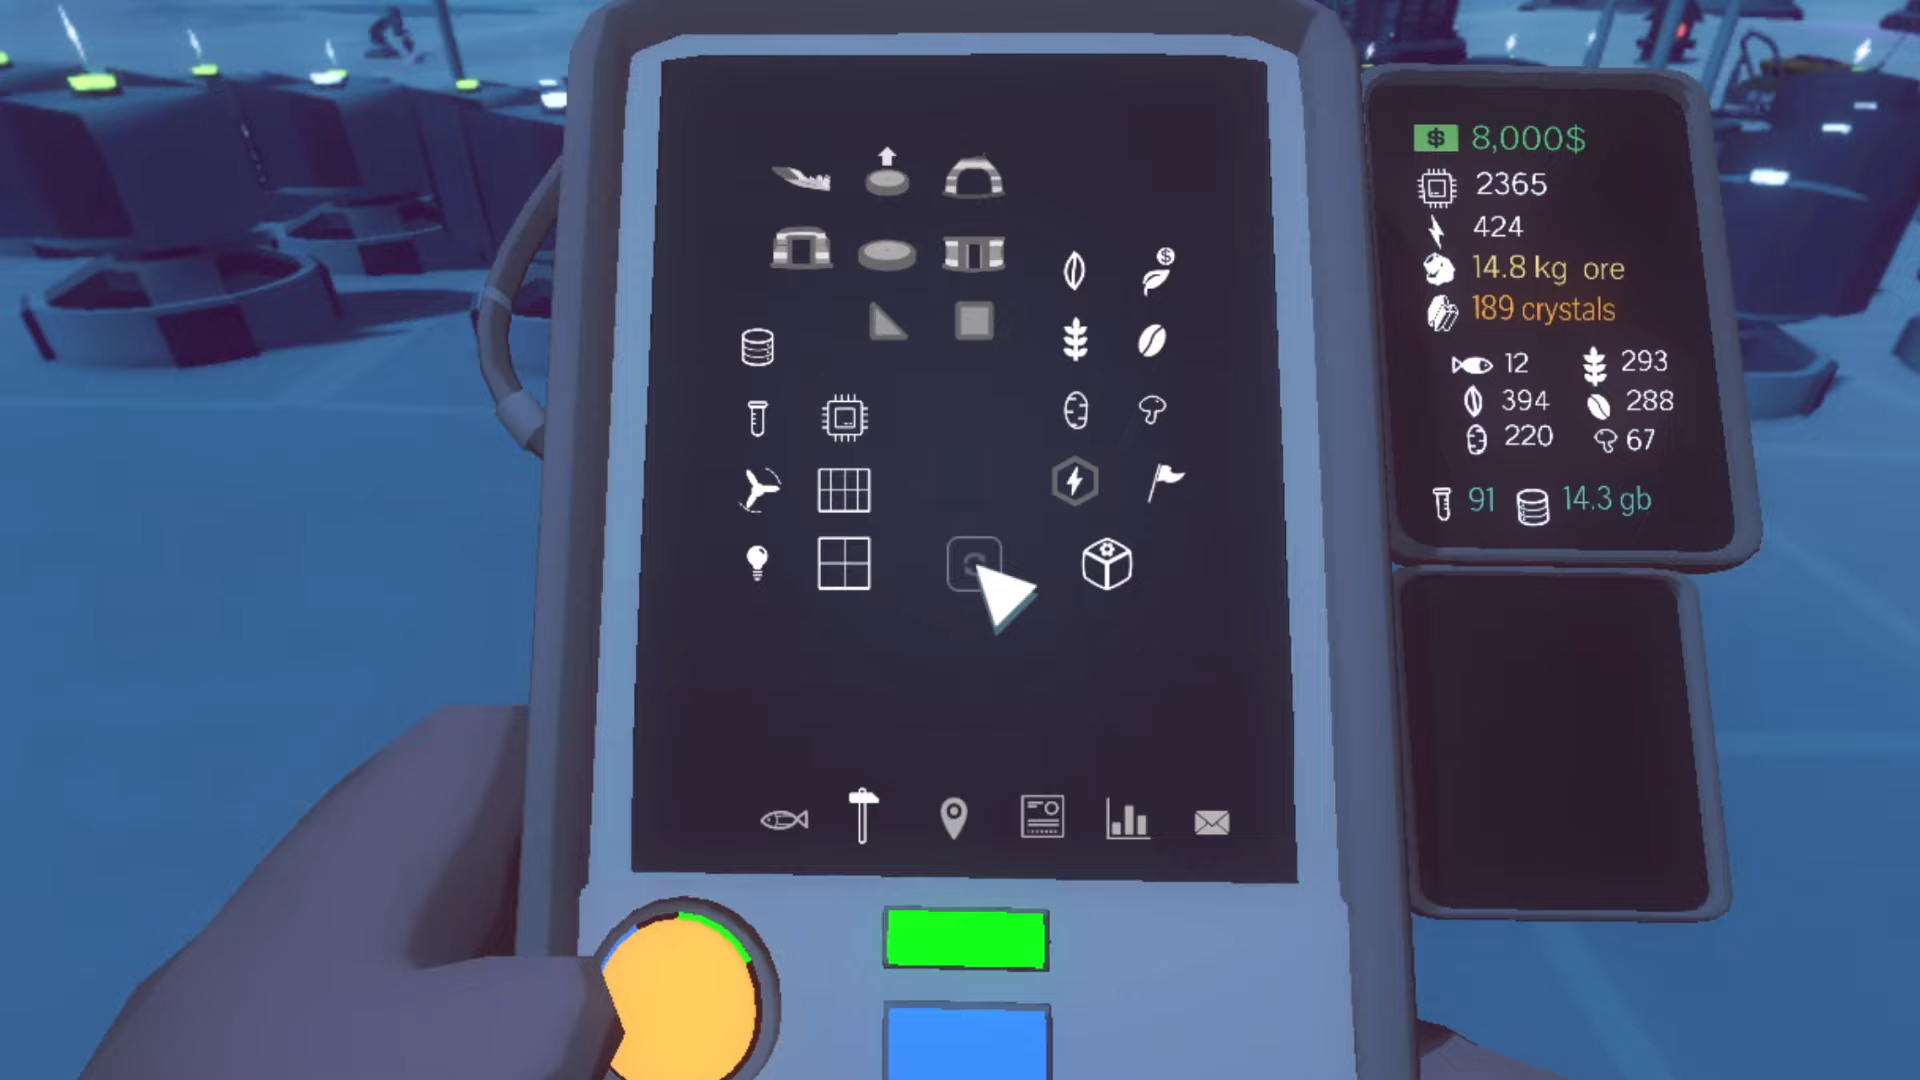 8,000$
2365
424
14.8 kg ore
189 crystals
12 293
394 288
220 67
91 14.3 gb